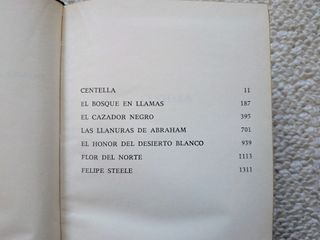 CENTELLA 11
EL BOSQUE EN LLAMAS 187
EL CAZADOR NEGRO 395
LAS LLANURAS DE ABRAHAM 701
EL HONOR DEL DESIERTO BLANCO 939
FLOR DEL NORTE 1113
FELIPE STEELE 1311